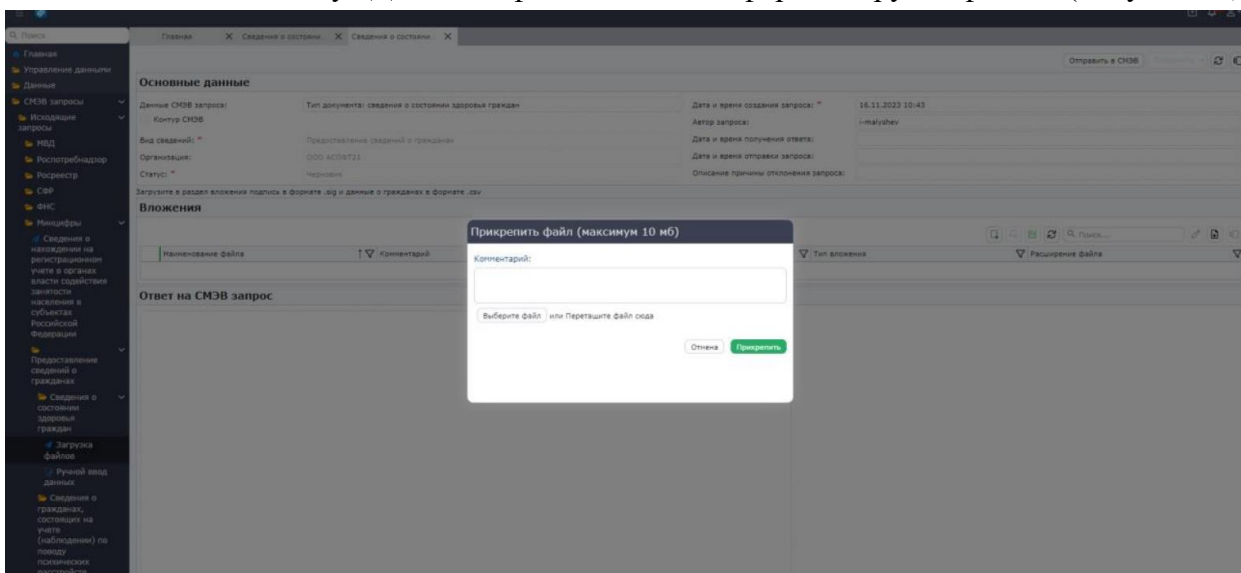 Поиск
Главная
Сведения о состояни...
Сведения о состояни...
Главная
Управление данными
Данные
СМЭВ запросы
Исходящие
запросы
МВД
Роспотребнадзор
Росреестр
СФР
ФНС
Минцифры
Сведения о
нахождении на
регистрационном
учете в органах
власти содействия
занятости
населения в
субъектах
Российской
Федерации
Предоставление
сведений о
гражданах
Сведения о
состоянии
здоровья
граждан
Загрузка
файлов
Ручной ввод
данных
Сведения о
гражданах,
состоящих на
учете
(наблюдении) по
поводу
психических
расстройств
Отправить в СМЭВ
Основные данные
Данные СМЭВ запроса: Тип документа: сведения о состоянии здоровья граждан
Контур СМЭВ
Вид сведений: * Предоставление сведений о гражданах
Организация:
Статус: * Черновик
Дата и время создания запроса: * 16.11.2023 10:43
Автор запроса: i-malyshev
Дата и время получения ответа:
Дата и время отправки запроса:
Описание причины отклонения запроса:
Загрузите в раздел вложения подпись в формате .sig и данные о гражданах в формате .csv
Вложения
Поиск...
Наименование файла Комментарий Тип вложения Расширение файла
Ответ на СМЭВ запрос
Прикрепить файл (максимум 10 мб)
Комментарий:
Выберите файл или Перетащите файл сюда
Отмена Прикрепить